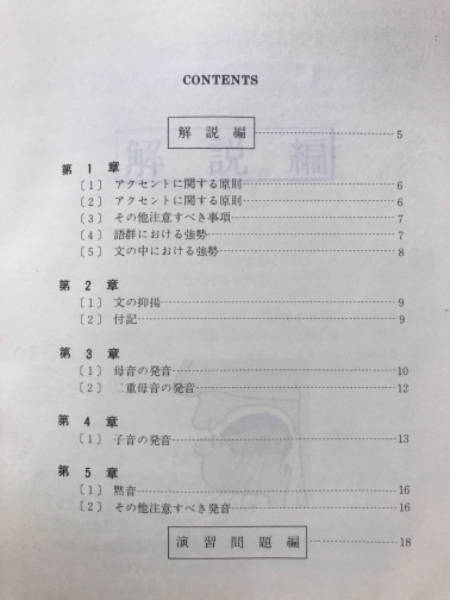 CONTENTS
解説編 5
第1章
〔1〕 アクセントに関する原則 6
〔2〕 アクセントに関する原則 6
〔3〕 その他注意すべき事項 7
〔4〕 語群における強勢 7
〔5〕 文の中における強勢 8
第2章
〔1〕 文の抑揚 9
〔2〕 付記 9
第3章
〔1〕 母音の発音 10
〔2〕 二重母音の発音 12
第4章
〔1〕 子音の発音 13
第5章
〔1〕 黙音 16
〔2〕 その他注意すべき発音 16
演習問題編 18